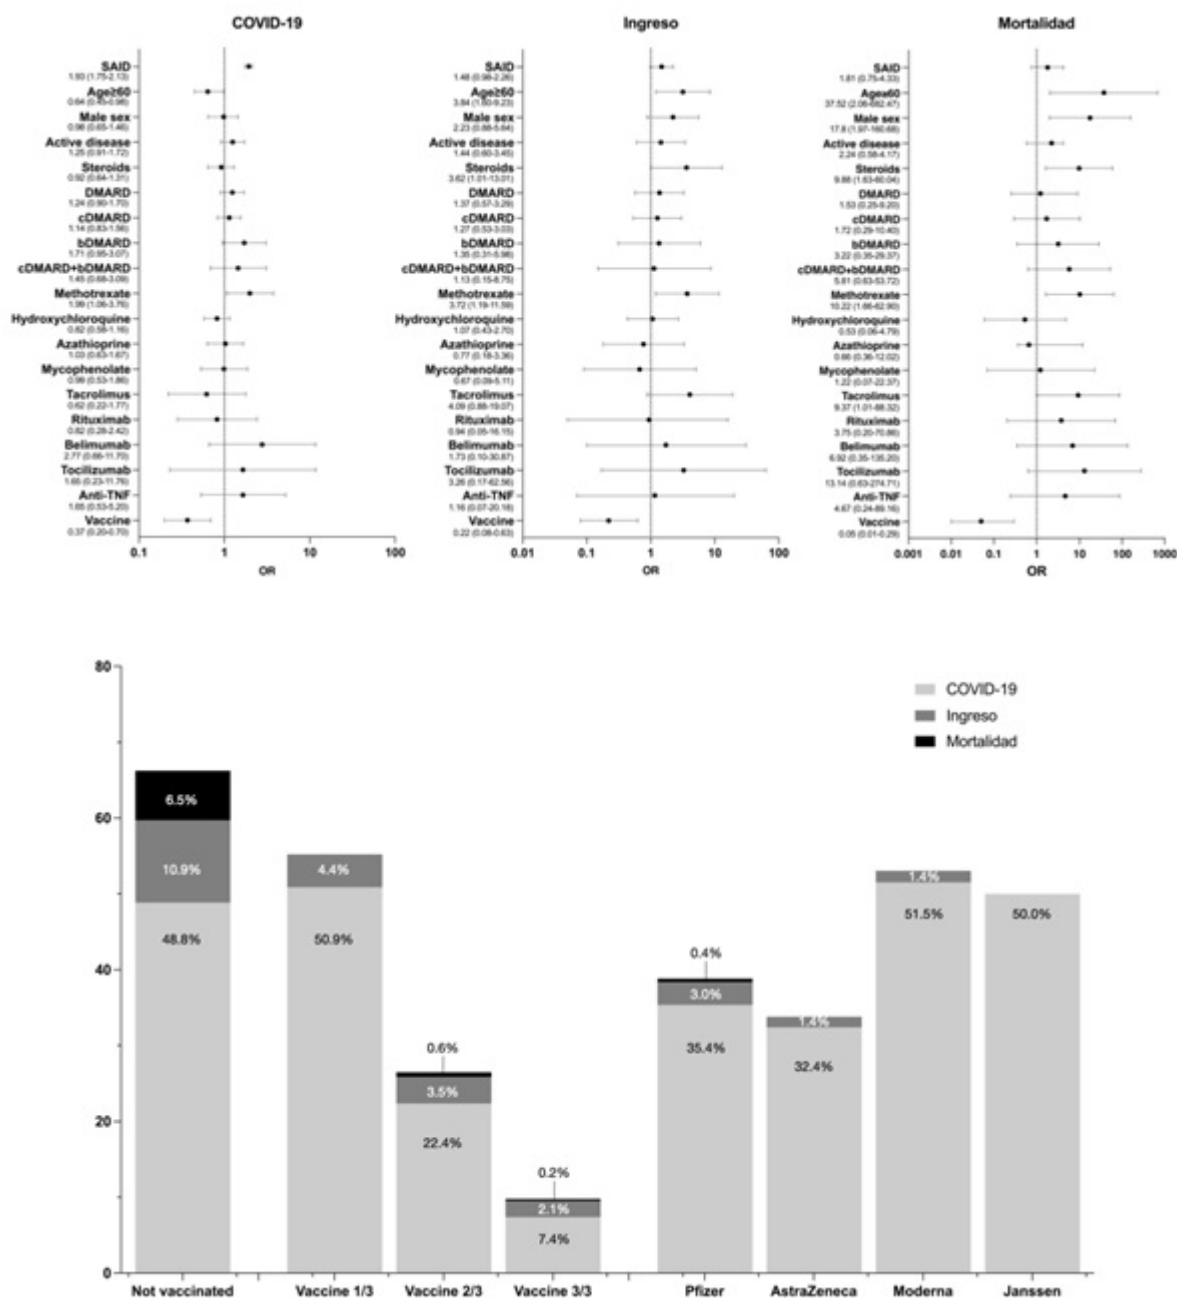 COVID-19
SAID
1.93 (1.75-2.13)
Age≥60
0.64 (0.45-0.98)
Male sex
0.98 (0.65-1.46)
Active disease
1.25 (0.91-1.72)
Steroids
0.92 (0.64-1.31)
DMARD
1.24 (0.90-1.70)
cDMARD
1.14 (0.83-1.56)
bDMARD
1.71 (0.95-3.07)
cDMARD+bDMARD
1.45 (0.68-3.09)
Methotrexate
1.99 (1.06-3.76)
Hydroxychloroquine
0.82 (0.58-1.16)
Azathioprine
1.03 (0.63-1.67)
Mycophenolate
0.99 (0.53-1.86)
Tacrolimus
0.62 (0.22-1.77)
Rituximab
0.82 (0.28-2.42)
Belimumab
2.77 (0.66-11.70)
Tocilizumab
1.65 (0.23-11.76)
Anti-TNF
1.65 (0.53-5.20)
Vaccine
0.37 (0.20-0.70)
0.1 1 10 100
OR
Ingreso
SAID
1.48 (0.98-2.26)
Age≥60
3.84 (1.60-9.23)
Male sex
2.23 (0.88-5.64)
Active disease
1.44 (0.60-3.45)
Steroids
3.62 (1.01-13.01)
DMARD
1.37 (0.57-3.29)
cDMARD
1.27 (0.53-3.03)
bDMARD
1.35 (0.31-5.98)
cDMARD+bDMARD
1.13 (0.15-8.75)
Methotrexate
3.72 (1.19-11.59)
Hydroxychloroquine
1.07 (0.43-2.70)
Azathioprine
0.77 (0.18-3.36)
Mycophenolate
0.67 (0.09-5.11)
Tacrolimus
4.09 (0.88-19.07)
Rituximab
0.94 (0.05-16.15)
Belimumab
1.73 (0.10-30.87)
Tocilizumab
3.26 (0.17-62.56)
Anti-TNF
1.16 (0.07-20.18)
Vaccine
0.22 (0.08-0.63)
0.01 0.1 1 10 100
OR
Mortalidad
SAID
1.81 (0.75-4.33)
Age≥60
37.52 (2.06-682.47)
Male sex
17.8 (1.97-160.68)
Active disease
2.24 (0.58-4.17)
Steroids
9.88 (1.63-60.04)
DMARD
1.53 (0.25-9.20)
cDMARD
1.72 (0.29-10.40)
bDMARD
3.22 (0.35-29.37)
cDMARD+bDMARD
5.81 (0.63-53.72)
Methotrexate
10.22 (1.66-62.90)
Hydroxychloroquine
0.53 (0.06-4.79)
Azathioprine
0.66 (0.36-12.02)
Mycophenolate
1.22 (0.07-22.37)
Tacrolimus
9.37 (1.01-88.32)
Rituximab
3.75 (0.20-70.86)
Belimumab
6.92 (0.35-135.20)
Tocilizumab
13.14 (0.63-274.71)
Anti-TNF
4.67 (0.24-89.16)
Vaccine
0.05 (0.01-0.29)
0.001 0.01 0.1 1 10 100 1000
OR
80
60
40
20
0
COVID-19
Ingreso
Mortalidad
6.5%
10.9%
48.8%
4.4%
50.9%
0.6%
3.5%
22.4%
0.2%
2.1%
7.4%
0.4%
3.0%
35.4%
1.4%
32.4%
1.4%
51.5%
50.0%
Not vaccinated Vaccine 1/3 Vaccine 2/3 Vaccine 3/3 Pfizer AstraZeneca Moderna Janssen